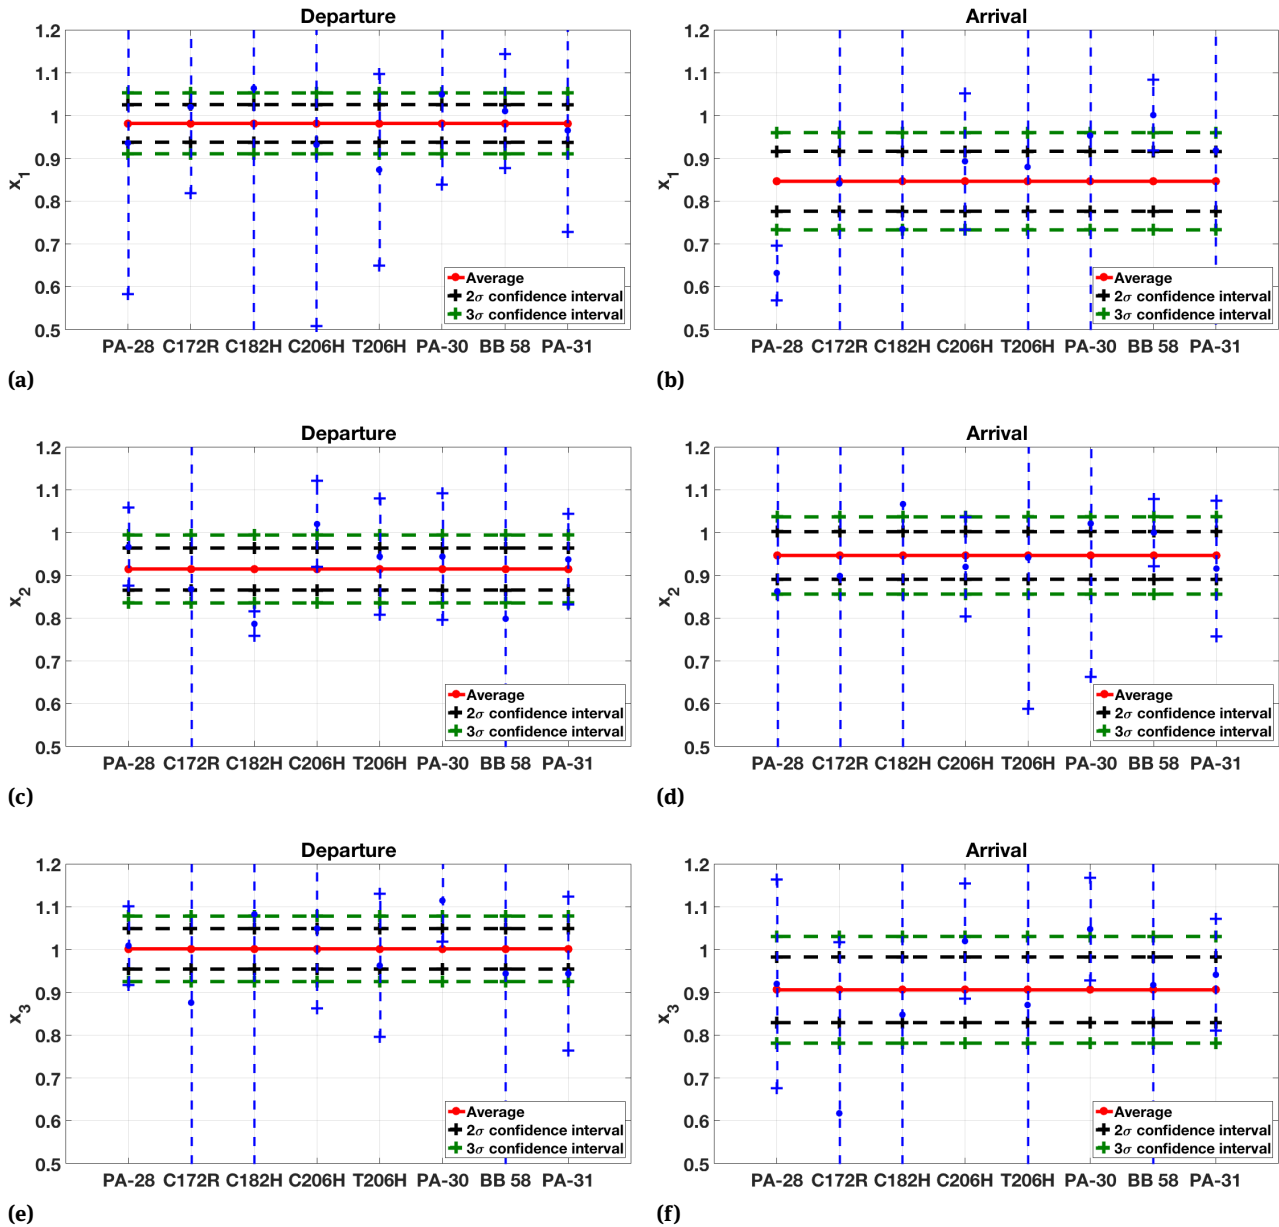 Departure
1.2
1.1
1
0.9
0.8
0.7
0.6
0.5
x1
Average
2σ confidence interval
3σ confidence interval
PA-28 C172R C182H C206H T206H PA-30 BB 58 PA-31
(a)
Arrival
1.2
1.1
1
0.9
0.8
0.7
0.6
0.5
x1
Average
2σ confidence interval
3σ confidence interval
PA-28 C172R C182H C206H T206H PA-30 BB 58 PA-31
(b)
Departure
1.2
1.1
1
0.9
0.8
0.7
0.6
0.5
x2
Average
2σ confidence interval
3σ confidence interval
PA-28 C172R C182H C206H T206H PA-30 BB 58 PA-31
(c)
Arrival
1.2
1.1
1
0.9
0.8
0.7
0.6
0.5
x2
Average
2σ confidence interval
3σ confidence interval
PA-28 C172R C182H C206H T206H PA-30 BB 58 PA-31
(d)
Departure
1.2
1.1
1
0.9
0.8
0.7
0.6
0.5
x3
Average
2σ confidence interval
3σ confidence interval
PA-28 C172R C182H C206H T206H PA-30 BB 58 PA-31
(e)
Arrival
1.2
1.1
1
0.9
0.8
0.7
0.6
0.5
x3
Average
2σ confidence interval
3σ confidence interval
PA-28 C172R C182H C206H T206H PA-30 BB 58 PA-31
(f)